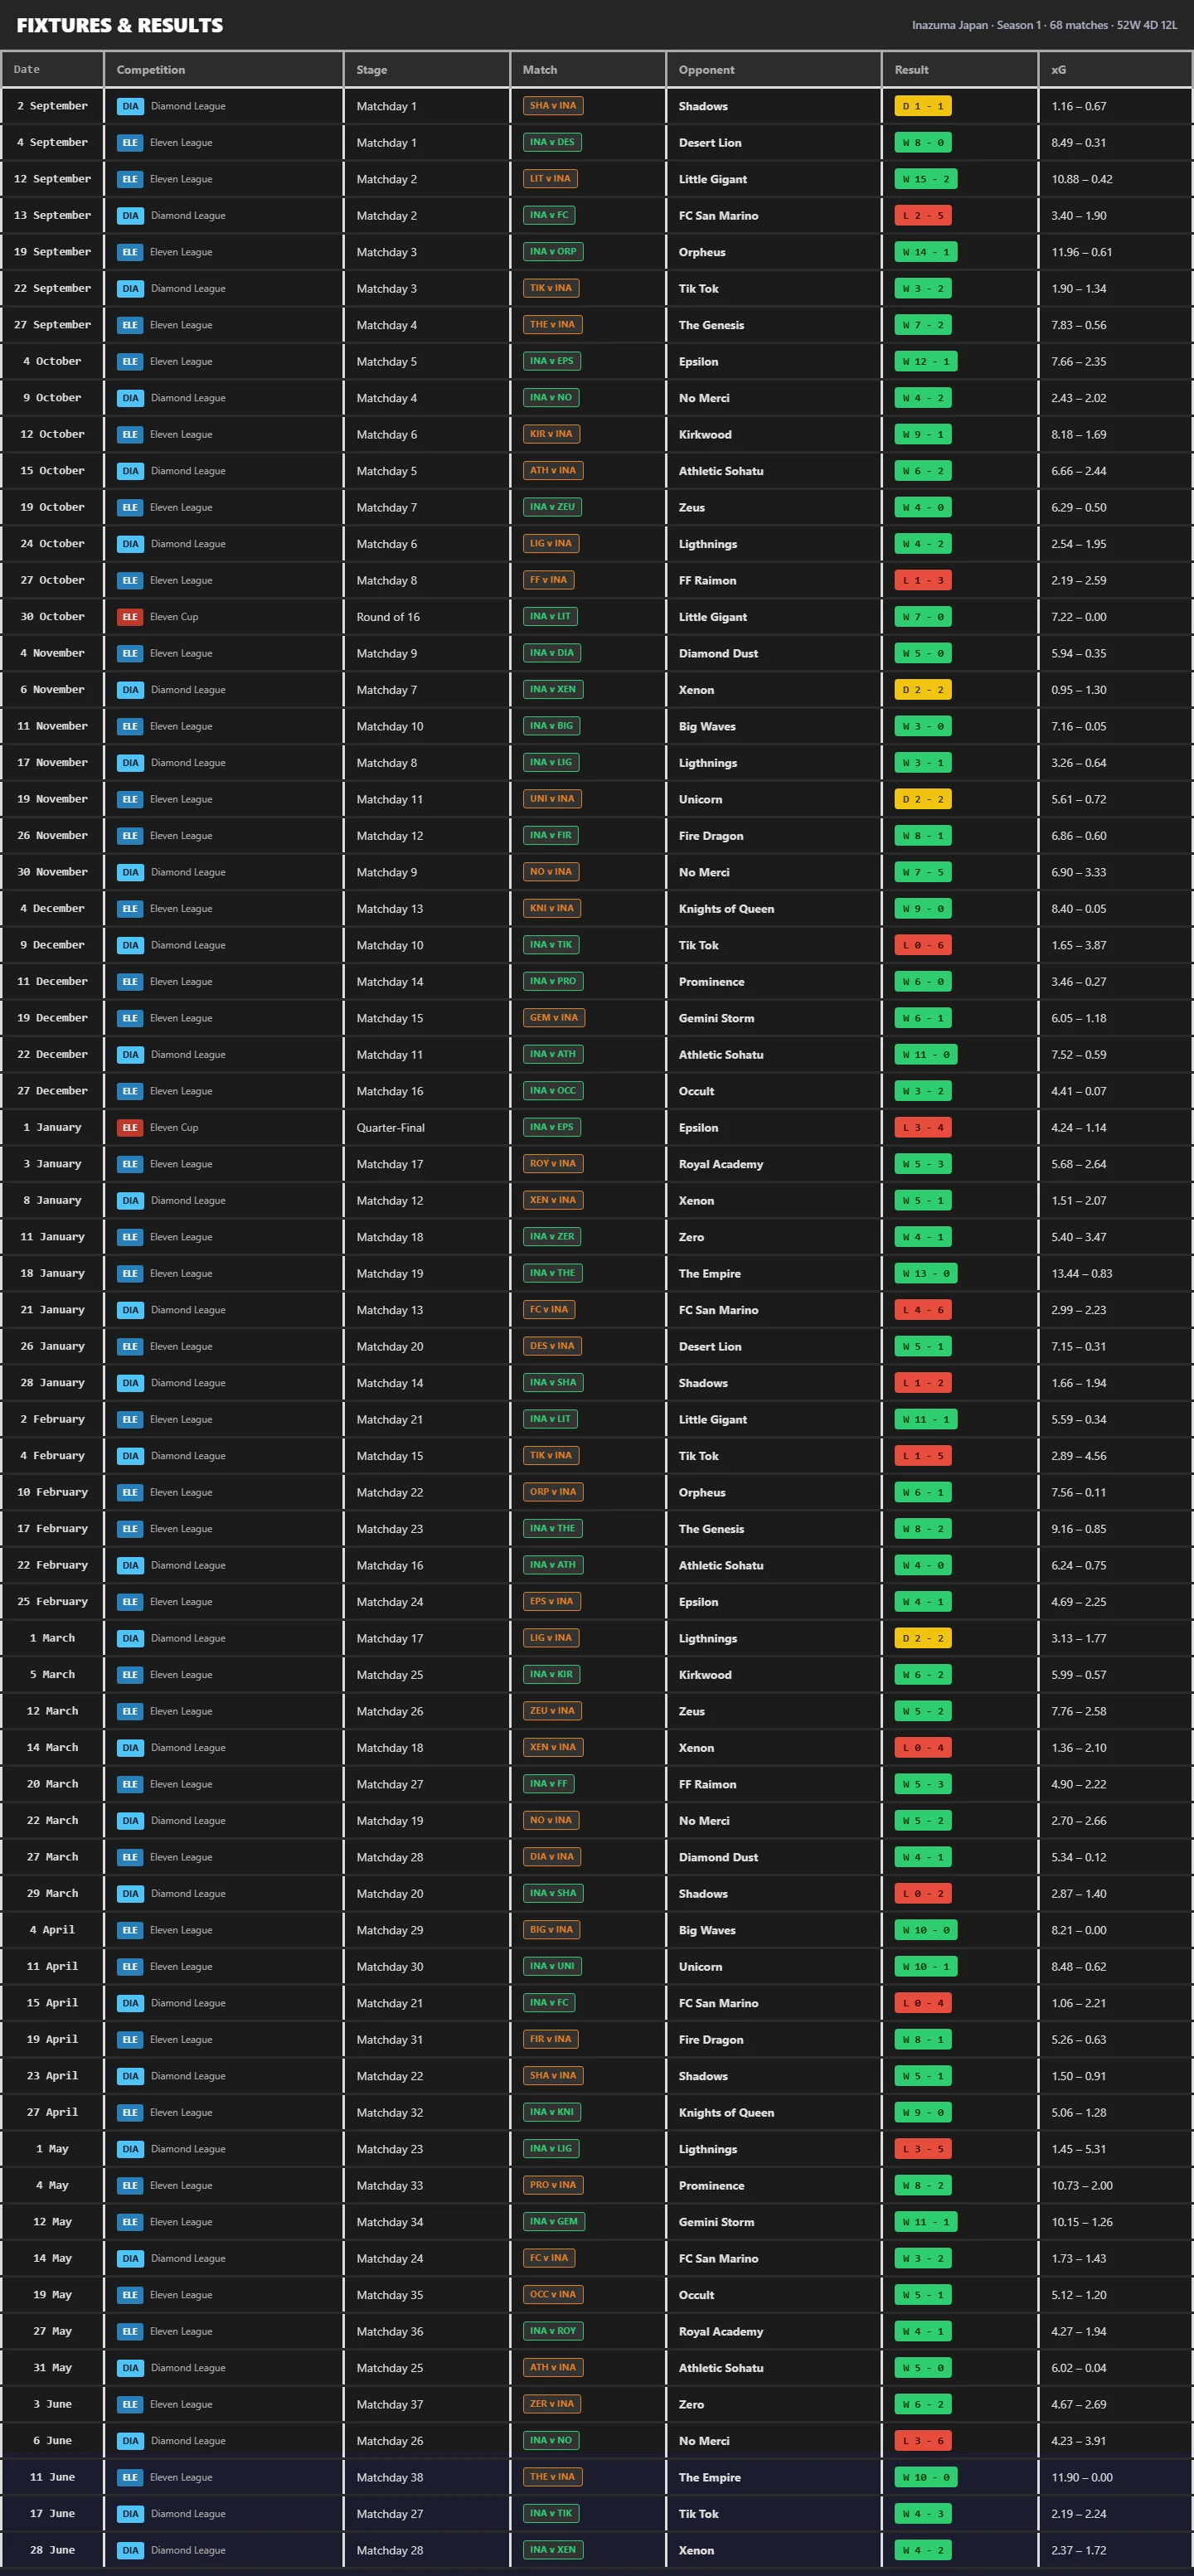 FIXTURES & RESULTS Inazuma Japan · Season 1 · 68 matches · 52W 4D 12L
Date Competition Stage Match Opponent Result xG
2 September DIA Diamond League Matchday 1 SHA v INA Shadows D 1 - 1 1.16 – 0.67
4 September ELE Eleven League Matchday 1 INA v DES Desert Lion W 8 - 0 8.49 – 0.31
12 September ELE Eleven League Matchday 2 LIT v INA Little Gigant W 15 - 2 10.88 – 0.42
13 September DIA Diamond League Matchday 2 INA v FC FC San Marino L 2 - 5 3.40 – 1.90
19 September ELE Eleven League Matchday 3 INA v ORP Orpheus W 14 - 1 11.96 – 0.61
22 September DIA Diamond League Matchday 3 TIK v INA Tik Tok W 3 - 2 1.90 – 1.34
27 September ELE Eleven League Matchday 4 THE v INA The Genesis W 7 - 2 7.83 – 0.56
4 October ELE Eleven League Matchday 5 INA v EPS Epsilon W 12 - 1 7.66 – 2.35
9 October DIA Diamond League Matchday 4 INA v NO No Merci W 4 - 2 2.43 – 2.02
12 October ELE Eleven League Matchday 6 KIR v INA Kirkwood W 9 - 1 8.18 – 1.69
15 October DIA Diamond League Matchday 5 ATH v INA Athletic Sohatu W 6 - 2 6.66 – 2.44
19 October ELE Eleven League Matchday 7 INA v ZEU Zeus W 4 - 0 6.29 – 0.50
24 October DIA Diamond League Matchday 6 LIG v INA Ligthnings W 4 - 2 2.54 – 1.95
27 October ELE Eleven League Matchday 8 FF v INA FF Raimon L 1 - 3 2.19 – 2.59
30 October ELE Eleven Cup Round of 16 INA v LIT Little Gigant W 7 - 0 7.22 – 0.00
4 November ELE Eleven League Matchday 9 INA v DIA Diamond Dust W 5 - 0 5.94 – 0.35
6 November DIA Diamond League Matchday 7 INA v XEN Xenon D 2 - 2 0.95 – 1.30
11 November ELE Eleven League Matchday 10 INA v BIG Big Waves W 3 - 0 7.16 – 0.05
17 November DIA Diamond League Matchday 8 INA v LIG Ligthnings W 3 - 1 3.26 – 0.64
19 November ELE Eleven League Matchday 11 UNI v INA Unicorn D 2 - 2 5.61 – 0.72
26 November ELE Eleven League Matchday 12 INA v FIR Fire Dragon W 8 - 1 6.86 – 0.60
30 November DIA Diamond League Matchday 9 NO v INA No Merci W 7 - 5 6.90 – 3.33
4 December ELE Eleven League Matchday 13 KNI v INA Knights of Queen W 9 - 0 8.40 – 0.05
9 December DIA Diamond League Matchday 10 INA v TIK Tik Tok L 0 - 6 1.65 – 3.87
11 December ELE Eleven League Matchday 14 INA v PRO Prominence W 6 - 0 3.46 – 0.27
19 December ELE Eleven League Matchday 15 GEM v INA Gemini Storm W 6 - 1 6.05 – 1.18
22 December DIA Diamond League Matchday 11 INA v ATH Athletic Sohatu W 11 - 0 7.52 – 0.59
27 December ELE Eleven League Matchday 16 INA v OCC Occult W 3 - 2 4.41 – 0.07
1 January ELE Eleven Cup Quarter-Final INA v EPS Epsilon L 3 - 4 4.24 – 1.14
3 January ELE Eleven League Matchday 17 ROY v INA Royal Academy W 5 - 3 5.68 – 2.64
8 January DIA Diamond League Matchday 12 XEN v INA Xenon W 5 - 1 1.51 – 2.07
11 January ELE Eleven League Matchday 18 INA v ZER Zero W 4 - 1 5.40 – 3.47
18 January ELE Eleven League Matchday 19 INA v THE The Empire W 13 - 0 13.44 – 0.83
21 January DIA Diamond League Matchday 13 FC v INA FC San Marino L 4 - 6 2.99 – 2.23
26 January ELE Eleven League Matchday 20 DES v INA Desert Lion W 5 - 1 7.15 – 0.31
28 January DIA Diamond League Matchday 14 INA v SHA Shadows L 1 - 2 1.66 – 1.94
2 February ELE Eleven League Matchday 21 INA v LIT Little Gigant W 11 - 1 5.59 – 0.34
4 February DIA Diamond League Matchday 15 TIK v INA Tik Tok L 1 - 5 2.89 – 4.56
10 February ELE Eleven League Matchday 22 ORP v INA Orpheus W 6 - 1 7.56 – 0.11
17 February ELE Eleven League Matchday 23 INA v THE The Genesis W 8 - 2 9.16 – 0.85
22 February DIA Diamond League Matchday 16 INA v ATH Athletic Sohatu W 4 - 0 6.24 – 0.75
25 February ELE Eleven League Matchday 24 EPS v INA Epsilon W 4 - 1 4.69 – 2.25
1 March DIA Diamond League Matchday 17 LIG v INA Ligthnings D 2 - 2 3.13 – 1.77
5 March ELE Eleven League Matchday 25 INA v KIR Kirkwood W 6 - 2 5.99 – 0.57
12 March ELE Eleven League Matchday 26 ZEU v INA Zeus W 5 - 2 7.76 – 2.58
14 March DIA Diamond League Matchday 18 XEN v INA Xenon L 0 - 4 1.36 – 2.10
20 March ELE Eleven League Matchday 27 INA v FF FF Raimon W 5 - 3 4.90 – 2.22
22 March DIA Diamond League Matchday 19 NO v INA No Merci W 5 - 2 2.70 – 2.66
27 March ELE Eleven League Matchday 28 DIA v INA Diamond Dust W 4 - 1 5.34 – 0.12
29 March DIA Diamond League Matchday 20 INA v SHA Shadows L 0 - 2 2.87 – 1.40
4 April ELE Eleven League Matchday 29 BIG v INA Big Waves W 10 - 0 8.21 – 0.00
11 April ELE Eleven League Matchday 30 INA v UNI Unicorn W 10 - 1 8.48 – 0.62
15 April DIA Diamond League Matchday 21 INA v FC FC San Marino L 0 - 4 1.06 – 2.21
19 April ELE Eleven League Matchday 31 FIR v INA Fire Dragon W 8 - 1 5.26 – 0.63
23 April DIA Diamond League Matchday 22 SHA v INA Shadows W 5 - 1 1.50 – 0.91
27 April ELE Eleven League Matchday 32 INA v KNI Knights of Queen W 9 - 0 5.06 – 1.28
1 May DIA Diamond League Matchday 23 INA v LIG Ligthnings L 3 - 5 1.45 – 5.31
4 May ELE Eleven League Matchday 33 PRO v INA Prominence W 8 - 2 10.73 – 2.00
12 May ELE Eleven League Matchday 34 INA v GEM Gemini Storm W 11 - 1 10.15 – 1.26
14 May DIA Diamond League Matchday 24 FC v INA FC San Marino W 3 - 2 1.73 – 1.43
19 May ELE Eleven League Matchday 35 OCC v INA Occult W 5 - 1 5.12 – 1.20
27 May ELE Eleven League Matchday 36 INA v ROY Royal Academy W 4 - 1 4.27 – 1.94
31 May DIA Diamond League Matchday 25 ATH v INA Athletic Sohatu W 5 - 0 6.02 – 0.04
3 June ELE Eleven League Matchday 37 ZER v INA Zero W 6 - 2 4.67 – 2.69
6 June DIA Diamond League Matchday 26 INA v NO No Merci L 3 - 6 4.23 – 3.91
11 June ELE Eleven League Matchday 38 THE v INA The Empire W 10 - 0 11.90 – 0.00
17 June DIA Diamond League Matchday 27 INA v TIK Tik Tok W 4 - 3 2.19 – 2.24
28 June DIA Diamond League Matchday 28 INA v XEN Xenon W 4 - 2 2.37 – 1.72